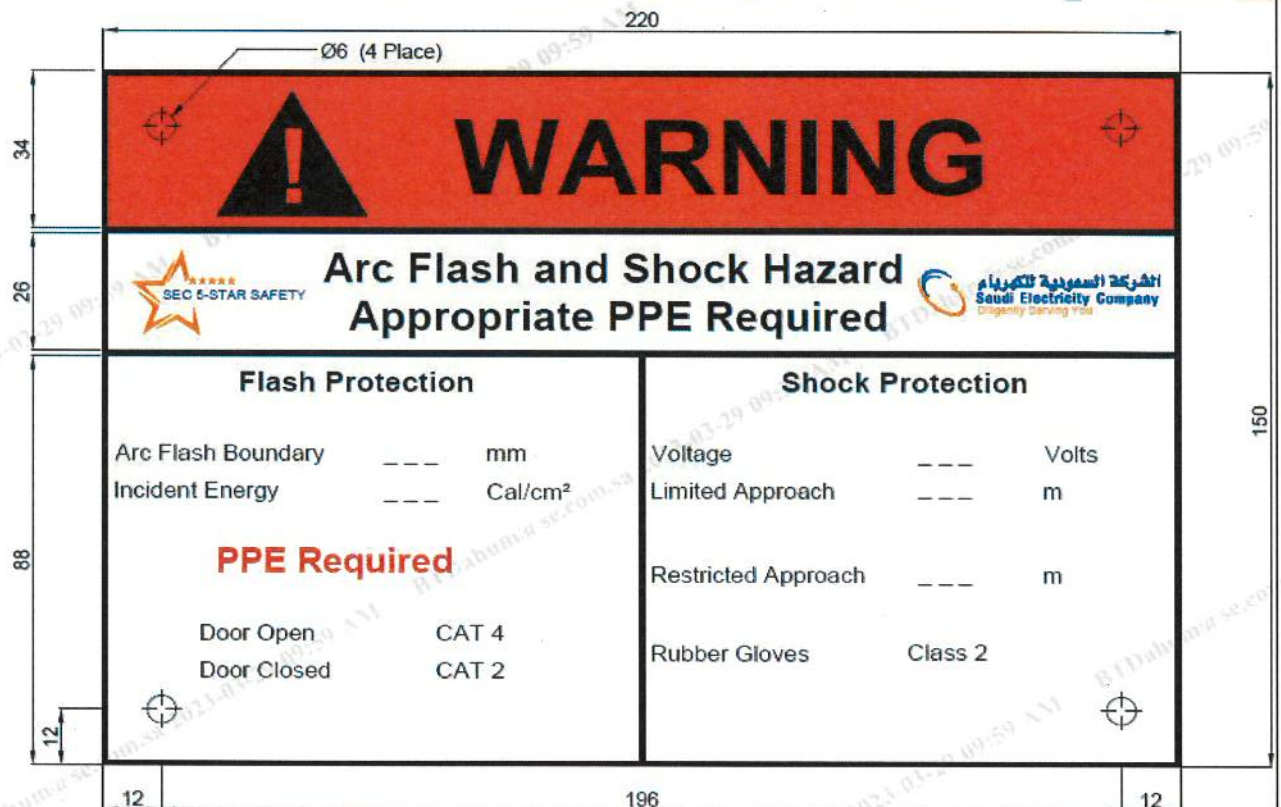 220
Ø6 (4 Place)
34
WARNING
26
SEC 5-STAR SAFETY
Arc Flash and Shock Hazard
Appropriate PPE Required
الشركة السعودية للكهرباء
Saudi Electricity Company
Diligently Serving You
150
88
Flash Protection
Arc Flash Boundary _ _ _ mm
Incident Energy _ _ _ Cal/cm²
PPE Required
Door Open CAT 4
Door Closed CAT 2
Shock Protection
Voltage _ _ _ Volts
Limited Approach _ _ _ m
Restricted Approach _ _ _ m
Rubber Gloves Class 2
12
12
196
12